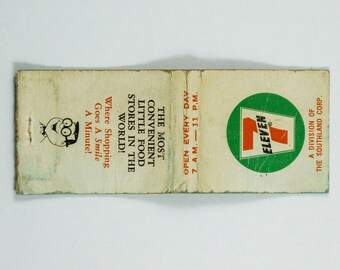 THE MOST
CONVENIENT
LITTLE FOOD
STORES IN THE
WORLD!
Where Shopping
Goes A Smile
A Minute!
OPEN EVERY DAY
7 A.M. — 11 P.M.
7
ELEVEN
®
A DIVISION OF
THE SOUTHLAND CORP.